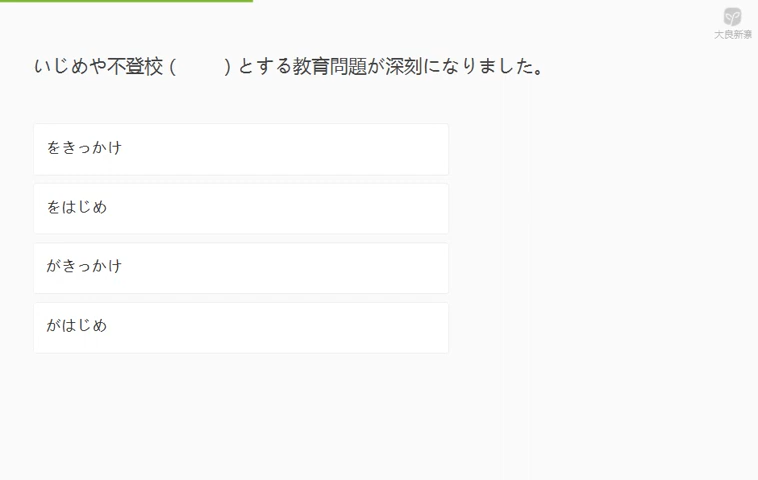 大良新素
いじめや不登校 (　　　) とする教育問題が深刻になりました。
をきっかけ
をはじめ
がきっかけ
がはじめ